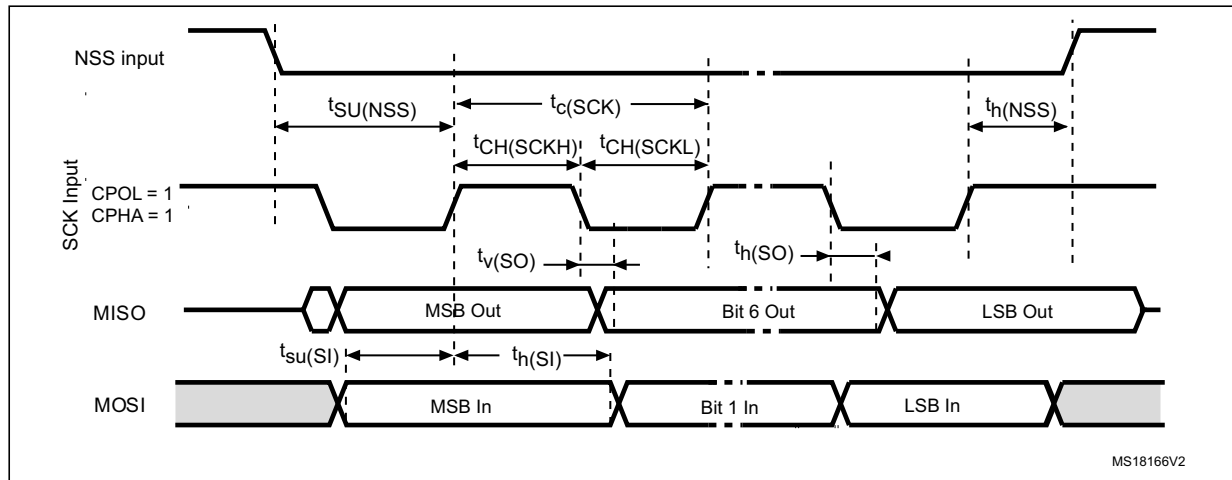 NSS input
tSU(NSS)
tc(SCK)
th(NSS)
tCH(SCKH)
tCH(SCKL)
SCK Input
CPOL = 1
CPHA = 1
tv(SO)
th(SO)
MISO
MSB Out
Bit 6 Out
LSB Out
tsu(SI)
th(SI)
MOSI
MSB In
Bit 1 In
LSB In
MS18166V2